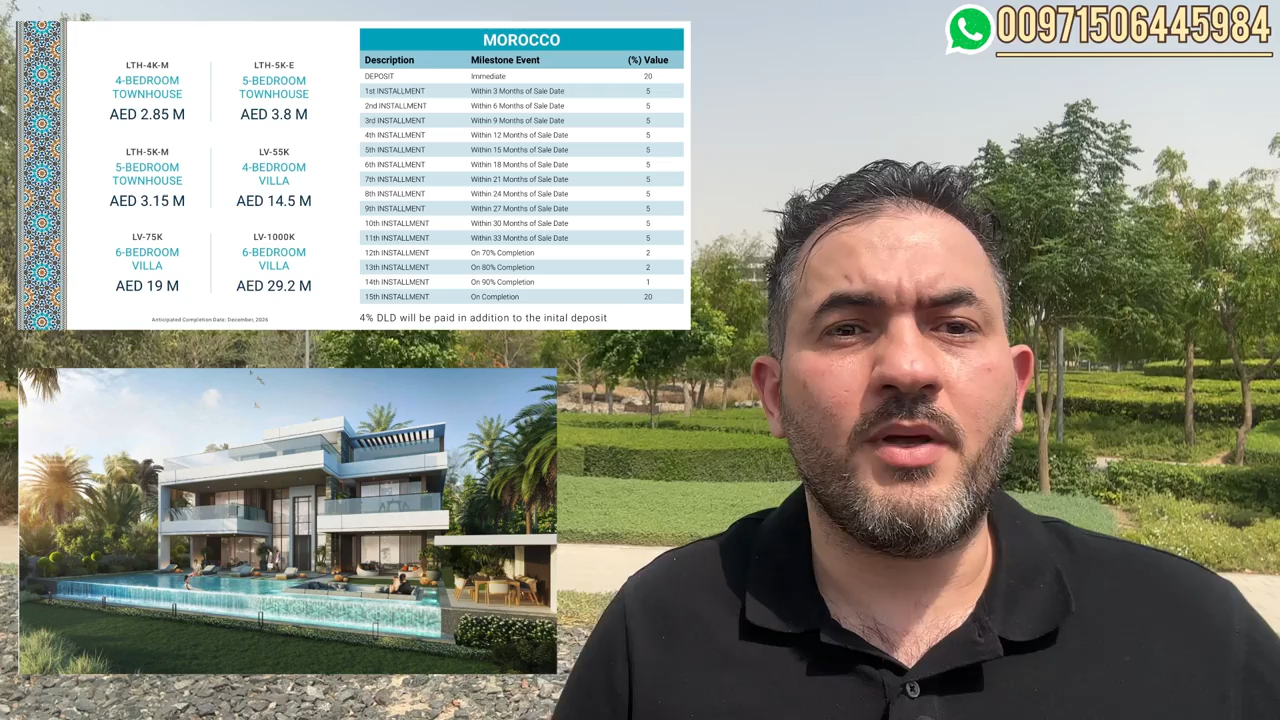 00971506445984
LTH-4K-M
4-BEDROOM
TOWNHOUSE
AED 2.85 M
LTH-5K-E
5-BEDROOM
TOWNHOUSE
AED 3.8 M
LTH-5K-M
5-BEDROOM
TOWNHOUSE
AED 3.15 M
LV-55K
4-BEDROOM
VILLA
AED 14.5 M
LV-75K
6-BEDROOM
VILLA
AED 19 M
LV-1000K
6-BEDROOM
VILLA
AED 29.2 M
Anticipated Completion Date: December, 2026
MOROCCO
Description Milestone Event (%) Value
DEPOSIT Immediate 20
1st INSTALLMENT Within 3 Months of Sale Date 5
2nd INSTALLMENT Within 6 Months of Sale Date 5
3rd INSTALLMENT Within 9 Months of Sale Date 5
4th INSTALLMENT Within 12 Months of Sale Date 5
5th INSTALLMENT Within 15 Months of Sale Date 5
6th INSTALLMENT Within 18 Months of Sale Date 5
7th INSTALLMENT Within 21 Months of Sale Date 5
8th INSTALLMENT Within 24 Months of Sale Date 5
9th INSTALLMENT Within 27 Months of Sale Date 5
10th INSTALLMENT Within 30 Months of Sale Date 5
11th INSTALLMENT Within 33 Months of Sale Date 5
12th INSTALLMENT On 70% Completion 2
13th INSTALLMENT On 80% Completion 2
14th INSTALLMENT On 90% Completion 1
15th INSTALLMENT On Completion 20
4% DLD will be paid in addition to the inital deposit